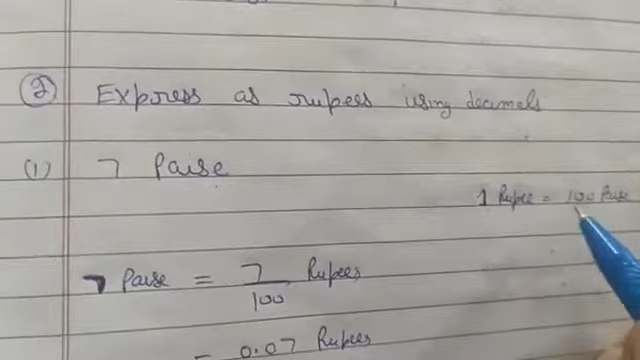 2 Express as rupees using decimals
(1) 7 Paise
1 Rupee = 100 Paise
7 Paise = 7/100 Rupees
= 0.07 Rupees